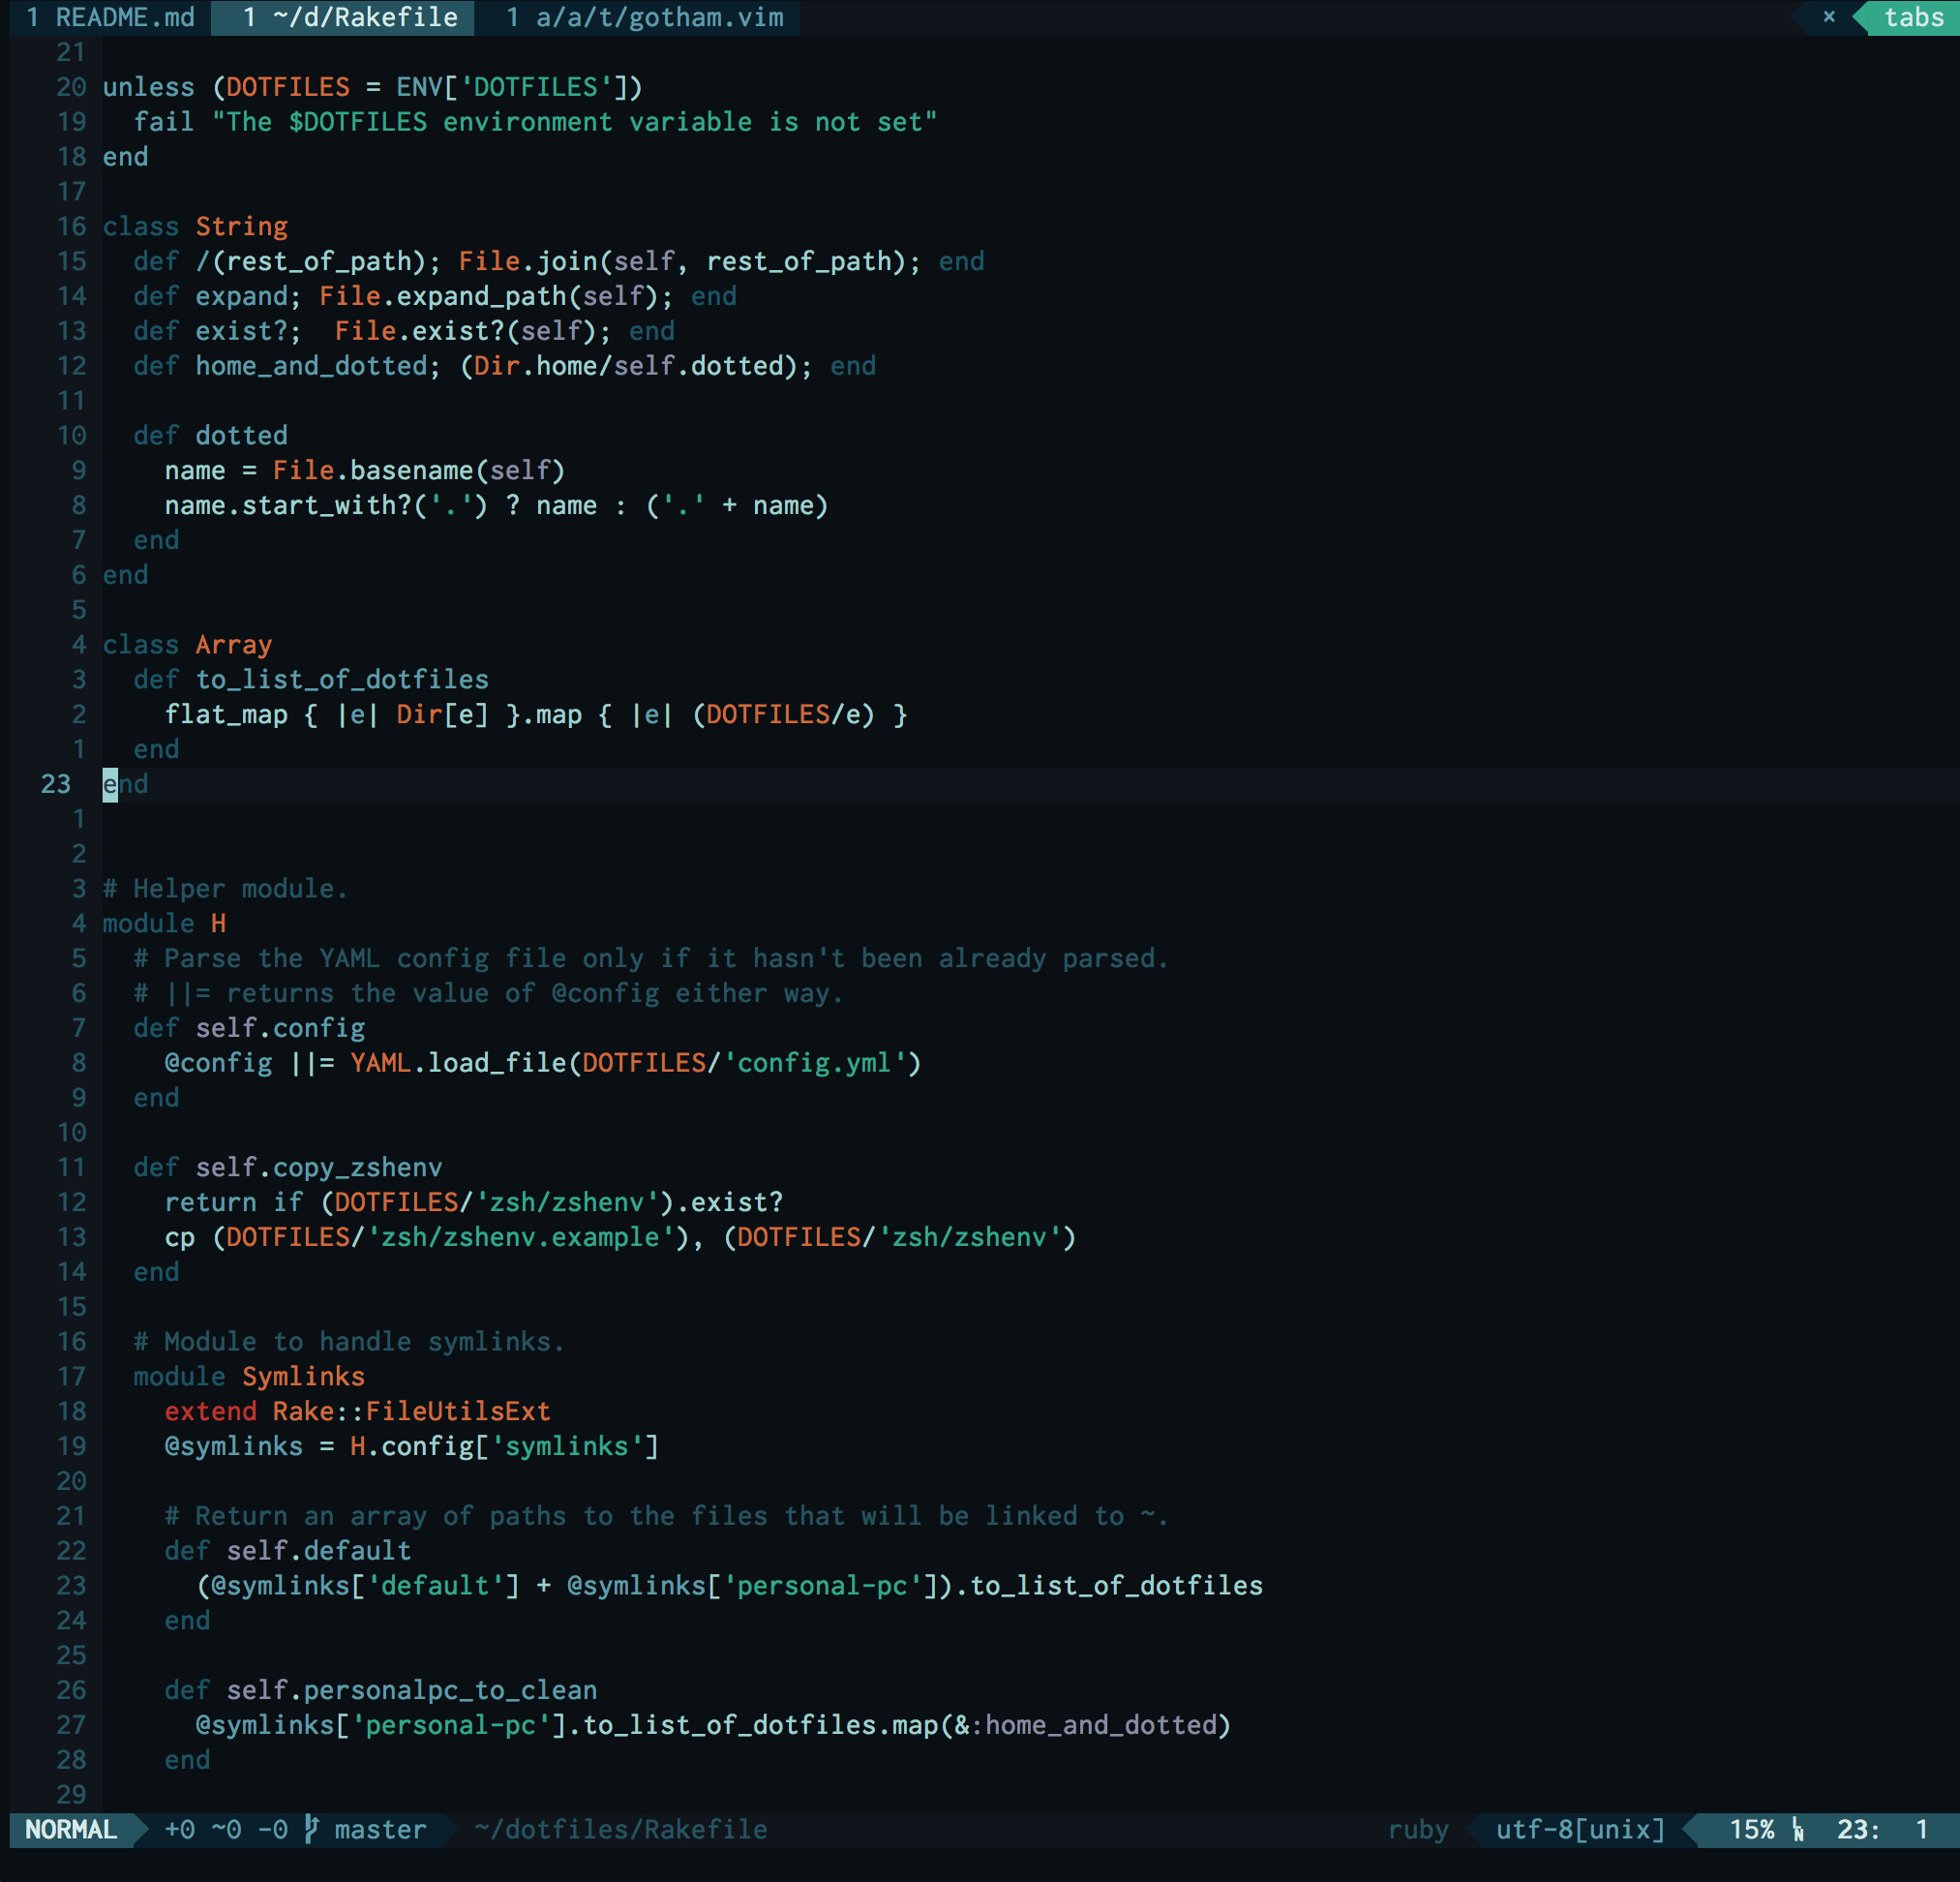 1 README.md 1 ~/d/Rakefile 1 a/a/t/gotham.vim × tabs
21
20 unless (DOTFILES = ENV['DOTFILES'])
19   fail "The $DOTFILES environment variable is not set"
18 end
17
16 class String
15   def /(rest_of_path); File.join(self, rest_of_path); end
14   def expand; File.expand_path(self); end
13   def exist?;  File.exist?(self); end
12   def home_and_dotted; (Dir.home/self.dotted); end
11
10   def dotted
9     name = File.basename(self)
8     name.start_with?('.') ? name : ('.' + name)
7   end
6 end
5
4 class Array
3   def to_list_of_dotfiles
2     flat_map { |e| Dir[e] }.map { |e| (DOTFILES/e) }
1   end
23 end
1
2
3 # Helper module.
4 module H
5   # Parse the YAML config file only if it hasn't been already parsed.
6   # ||= returns the value of @config either way.
7   def self.config
8     @config ||= YAML.load_file(DOTFILES/'config.yml')
9   end
10
11   def self.copy_zshenv
12     return if (DOTFILES/'zsh/zshenv').exist?
13     cp (DOTFILES/'zsh/zshenv.example'), (DOTFILES/'zsh/zshenv')
14   end
15
16   # Module to handle symlinks.
17   module Symlinks
18     extend Rake::FileUtilsExt
19     @symlinks = H.config['symlinks']
20
21     # Return an array of paths to the files that will be linked to ~.
22     def self.default
23       (@symlinks['default'] + @symlinks['personal-pc']).to_list_of_dotfiles
24     end
25
26     def self.personalpc_to_clean
27       @symlinks['personal-pc'].to_list_of_dotfiles.map(&:home_and_dotted)
28     end
29
NORMAL +0 ~0 -0 master ~/dotfiles/Rakefile ruby utf-8[unix] 15% LN 23: 1